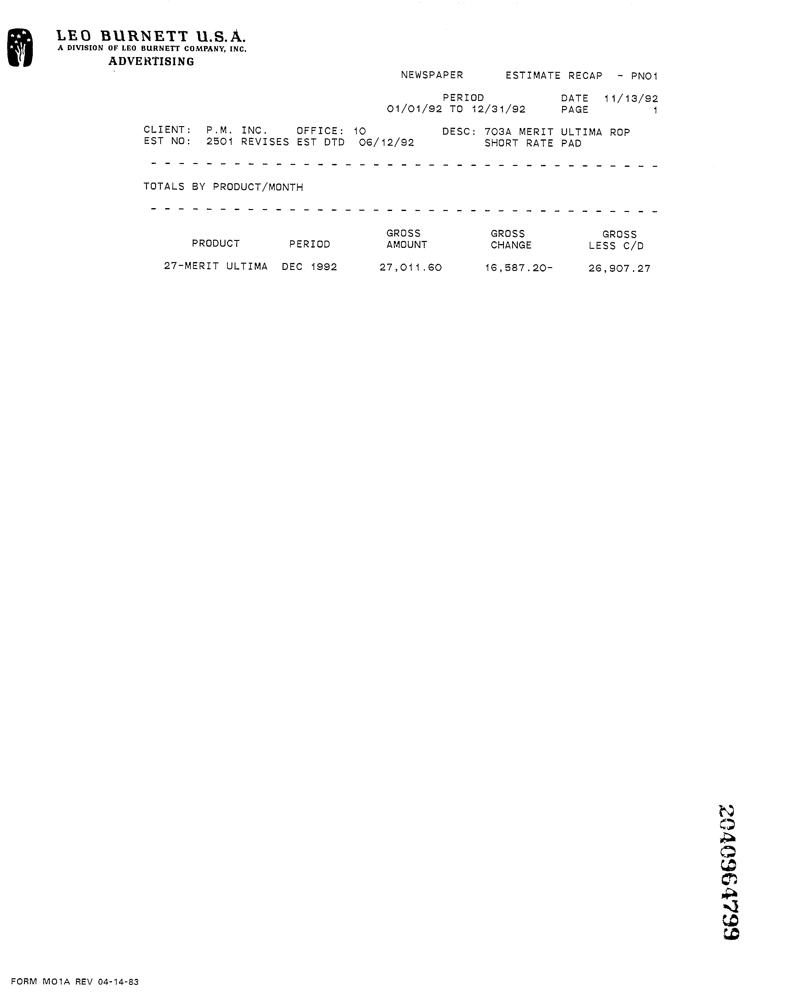 LEO BURNETT U.S.A.
A DIVISION OF LEO BURNETT COMPANY, INC.
ADVERTISING
NEWSPAPER ESTIMATE RECAP - PNO1
PERIOD DATE 11/13/92
01/01/92 TO 12/31/92 PAGE 1
CLIENT: P.M. INC. OFFICE: 10 DESC: 703A MERIT ULTIMA ROP
EST NO: 2501 REVISES EST DTD 06/12/92 SHORT RATE PAD
- - - - - - - - - - - - - - - - - - - - - - - - - - - - - - - - - - - - -
TOTALS BY PRODUCT/MONTH
- - - - - - - - - - - - - - - - - - - - - - - - - - - - - - - - - - - - -
GROSS GROSS GROSS
PRODUCT PERIOD AMOUNT CHANGE LESS C/D
27-MERIT ULTIMA DEC 1992 27,011.60 16,587.20- 26,907.27
2040964799
FORM MO1A REV 04-14-83